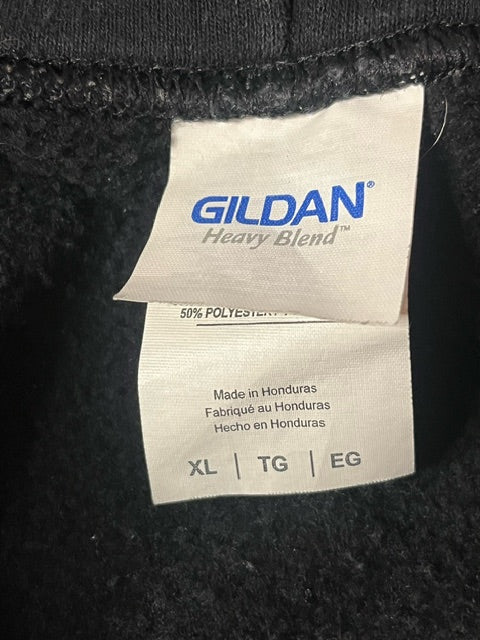 GILDAN®
Heavy Blend™
50% POLYESTER
Made in Honduras
Fabriqué au Honduras
Hecho en Honduras
XL | TG | EG